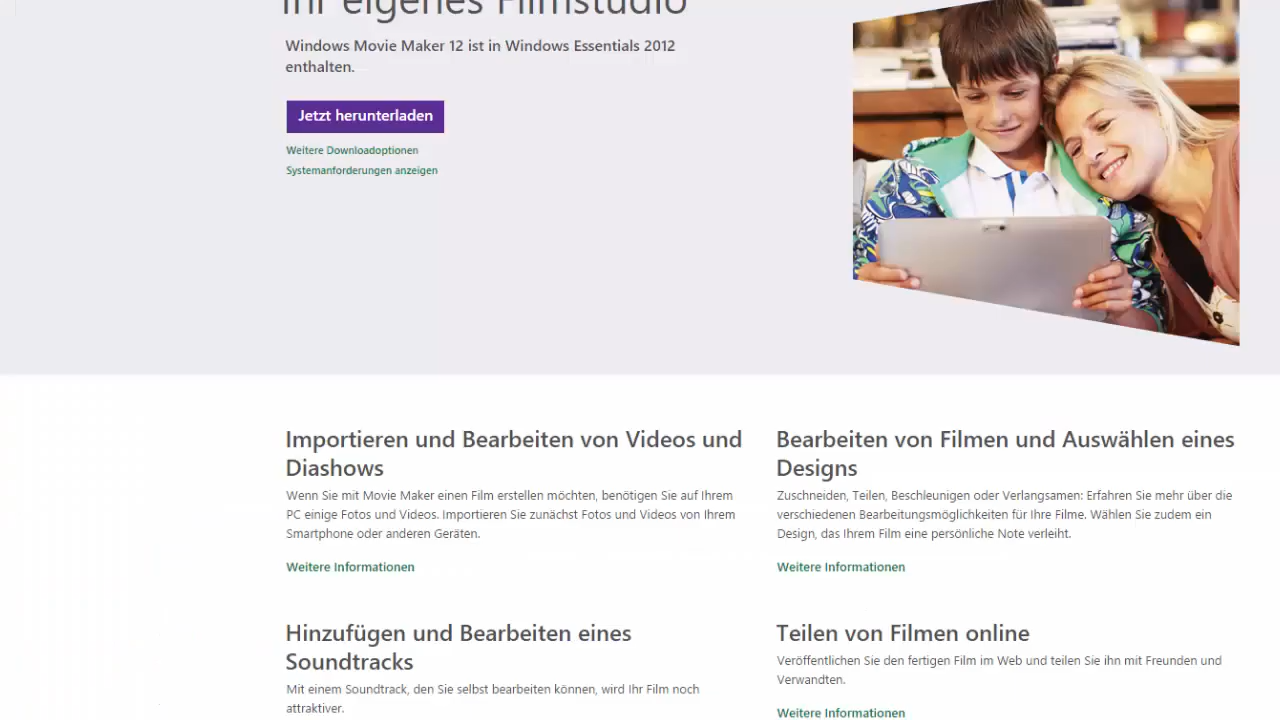 Ihr eigenes Filmstudio
Windows Movie Maker 12 ist in Windows Essentials 2012
enthalten.
Jetzt herunterladen
Weitere Downloadoptionen
Systemanforderungen anzeigen
Importieren und Bearbeiten von Videos und
Diashows
Wenn Sie mit Movie Maker einen Film erstellen möchten, benötigen Sie auf Ihrem
PC einige Fotos und Videos. Importieren Sie zunächst Fotos und Videos von Ihrem
Smartphone oder anderen Geräten.
Weitere Informationen
Bearbeiten von Filmen und Auswählen eines
Designs
Zuschneiden, Teilen, Beschleunigen oder Verlangsamen: Erfahren Sie mehr über die
verschiedenen Bearbeitungsmöglichkeiten für Ihre Filme. Wählen Sie zudem ein
Design, das Ihrem Film eine persönliche Note verleiht.
Weitere Informationen
Hinzufügen und Bearbeiten eines
Soundtracks
Mit einem Soundtrack, den Sie selbst bearbeiten können, wird Ihr Film noch
attraktiver.
Teilen von Filmen online
Veröffentlichen Sie den fertigen Film im Web und teilen Sie ihn mit Freunden und
Verwandten.
Weitere Informationen